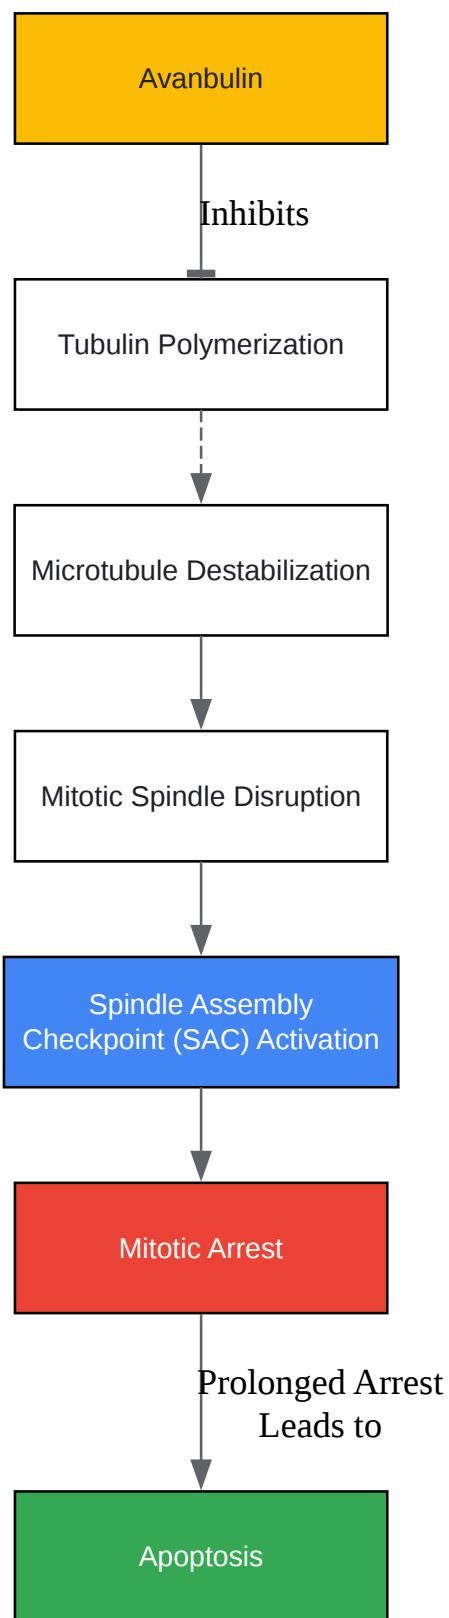 Avanbulin
Inhibits
Tubulin Polymerization
Microtubule Destabilization
Mitotic Spindle Disruption
Spindle Assembly
Checkpoint (SAC) Activation
Mitotic Arrest
Prolonged Arrest
Leads to
Apoptosis